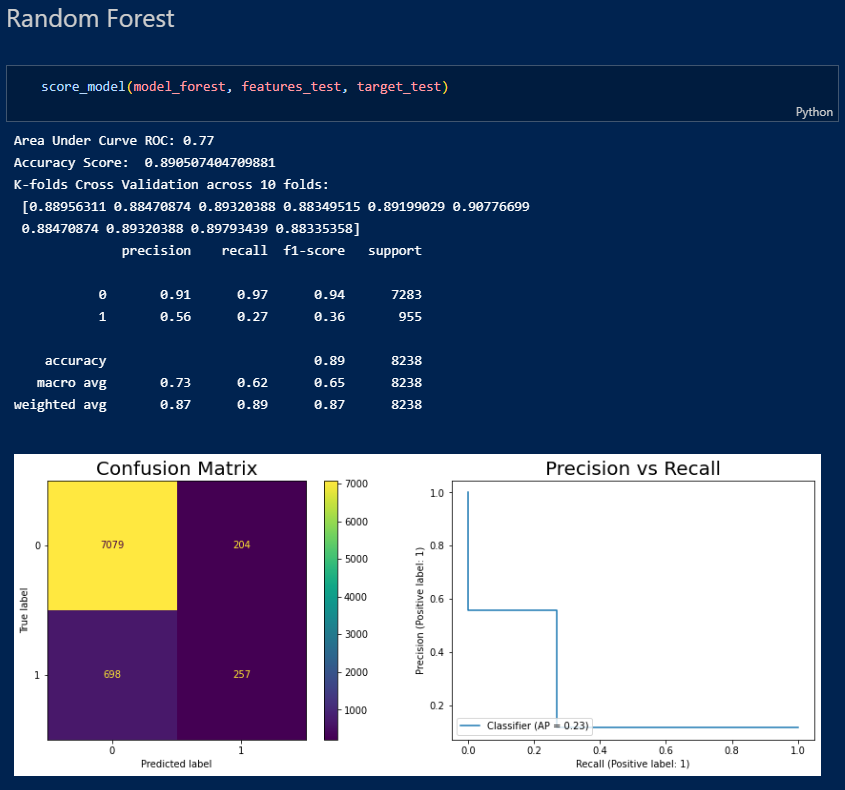 Random Forest
score_model(model_forest, features_test, target_test)
Python
Area Under Curve ROC: 0.77
Accuracy Score:  0.890507404709881
K-folds Cross Validation across 10 folds:
[0.88956311 0.88470874 0.89320388 0.88349515 0.89199029 0.90776699
0.88470874 0.89320388 0.89793439 0.88335358]
precision recall f1-score support
0 0.91 0.97 0.94 7283
1 0.56 0.27 0.36 955
accuracy 0.89 8238
macro avg 0.73 0.62 0.65 8238
weighted avg 0.87 0.89 0.87 8238
Confusion Matrix
True label
0
1
7079 204
698 257
0 1
Predicted label
7000
6000
5000
4000
3000
2000
1000
Precision vs Recall
Precision (Positive label: 1)
1.0
0.8
0.6
0.4
0.2
Classifier (AP = 0.23)
0.0 0.2 0.4 0.6 0.8 1.0
Recall (Positive label: 1)